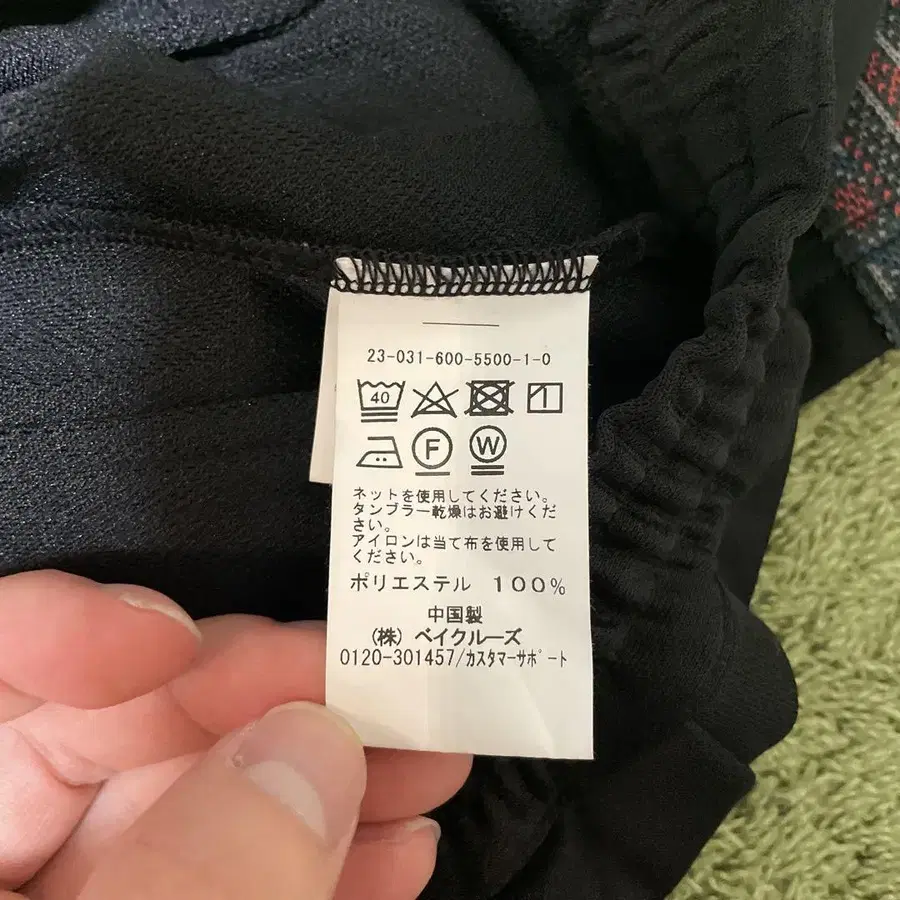 23-031-600-5500-1-0
40
F W
ネットを使用してください。
タンブラー乾燥はお避けくだ
さい。
アイロンは当て布を使用して
ください。
ポリエステル 100%
中国製
(株) ベイクルーズ
0120-301457/カスタマーサポート